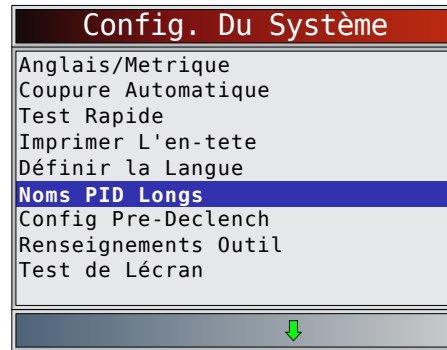 Config. Du Système
Anglais/Metrique
Coupure Automatique
Test Rapide
Imprimer L'en-tete
Définir la Langue
Noms PID Longs
Config Pre-Declench
Renseignements Outil
Test de Lécran